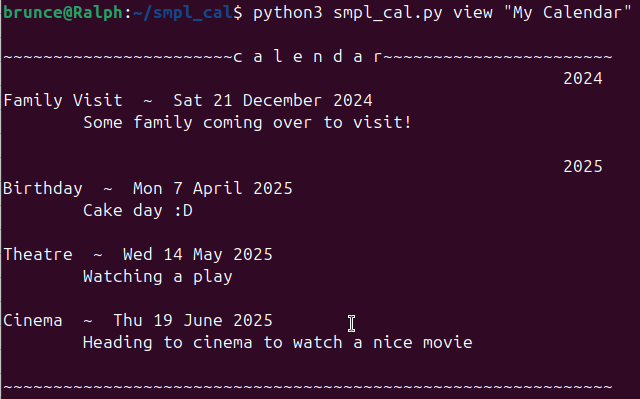 brunce@Ralph:~/smpl_cal$ python3 smpl_cal.py view "My Calendar"
~~~~~~~~~~~~~~~~~~~~~~~c a l e n d a r~~~~~~~~~~~~~~~~~~~~~~~
2024
Family Visit  ~  Sat 21 December 2024
Some family coming over to visit!
2025
Birthday  ~  Mon 7 April 2025
Cake day :D
Theatre  ~  Wed 14 May 2025
Watching a play
Cinema  ~  Thu 19 June 2025
Heading to cinema to watch a nice movie
~~~~~~~~~~~~~~~~~~~~~~~~~~~~~~~~~~~~~~~~~~~~~~~~~~~~~~~~~~~~~